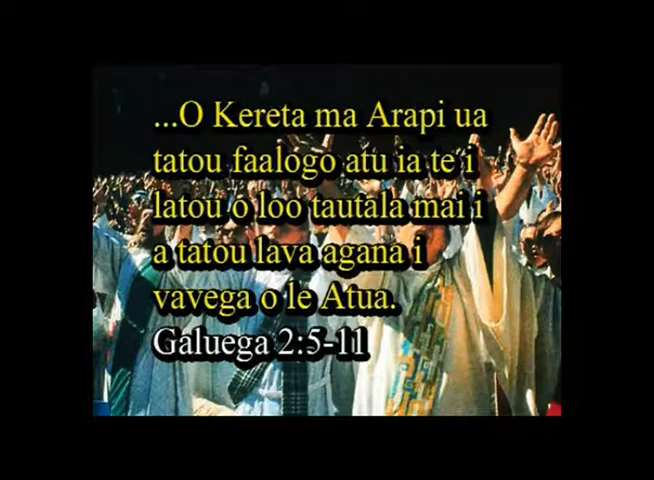 ...O Kereta ma Arapi ua
tatou faalogo atu ia te i
latou o loo tautala mai i
a tatou lava agana i
vavega o le Atua.
Galuega 2:5-11